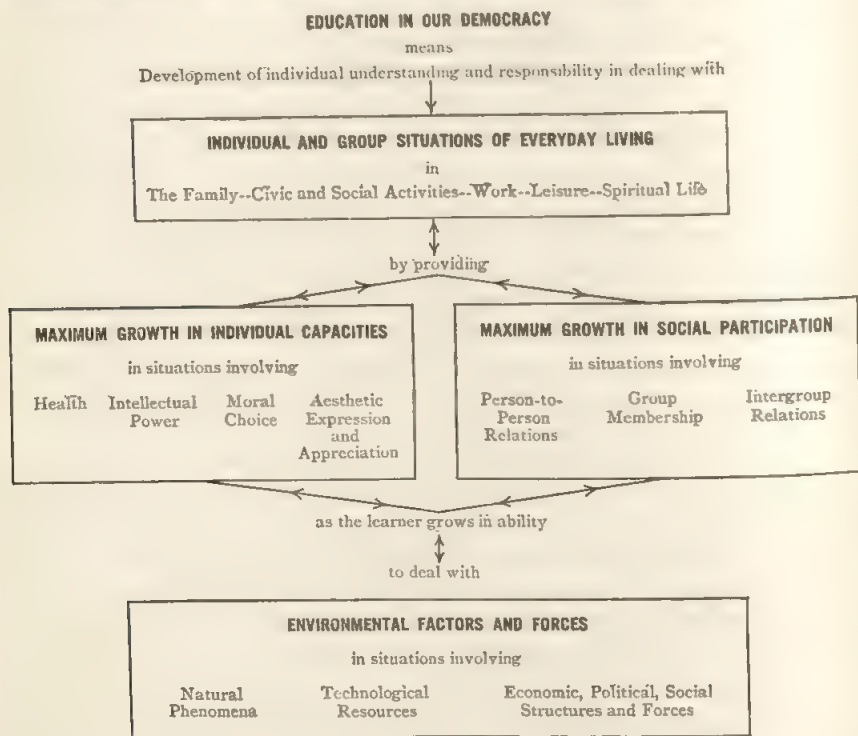 EDUCATION IN OUR DEMOCRACY
means
Development of individual understanding and responsibility in dealing with
INDIVIDUAL AND GROUP SITUATIONS OF EVERYDAY LIVING
in
The Family--Civic and Social Activities--Work--Leisure--Spiritual Life
by providing
MAXIMUM GROWTH IN INDIVIDUAL CAPACITIES
in situations involving
Health
Intellectual
Power
Moral
Choice
Aesthetic
Expression
and
Appreciation
MAXIMUM GROWTH IN SOCIAL PARTICIPATION
in situations involving
Person-to-
Person
Relations
Group
Membership
Intergroup
Relations
as the learner grows in ability
to deal with
ENVIRONMENTAL FACTORS AND FORCES
in situations involving
Natural
Phenomena
Technological
Resources
Economic, Political, Social
Structures and Forces